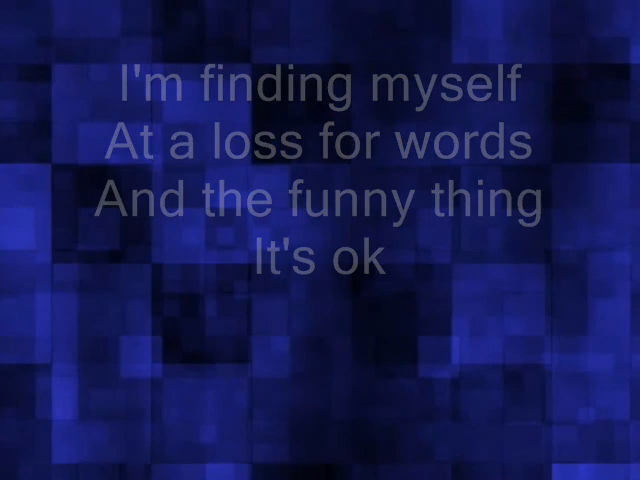 I'm finding myself
At a loss for words
And the funny thing
It's ok